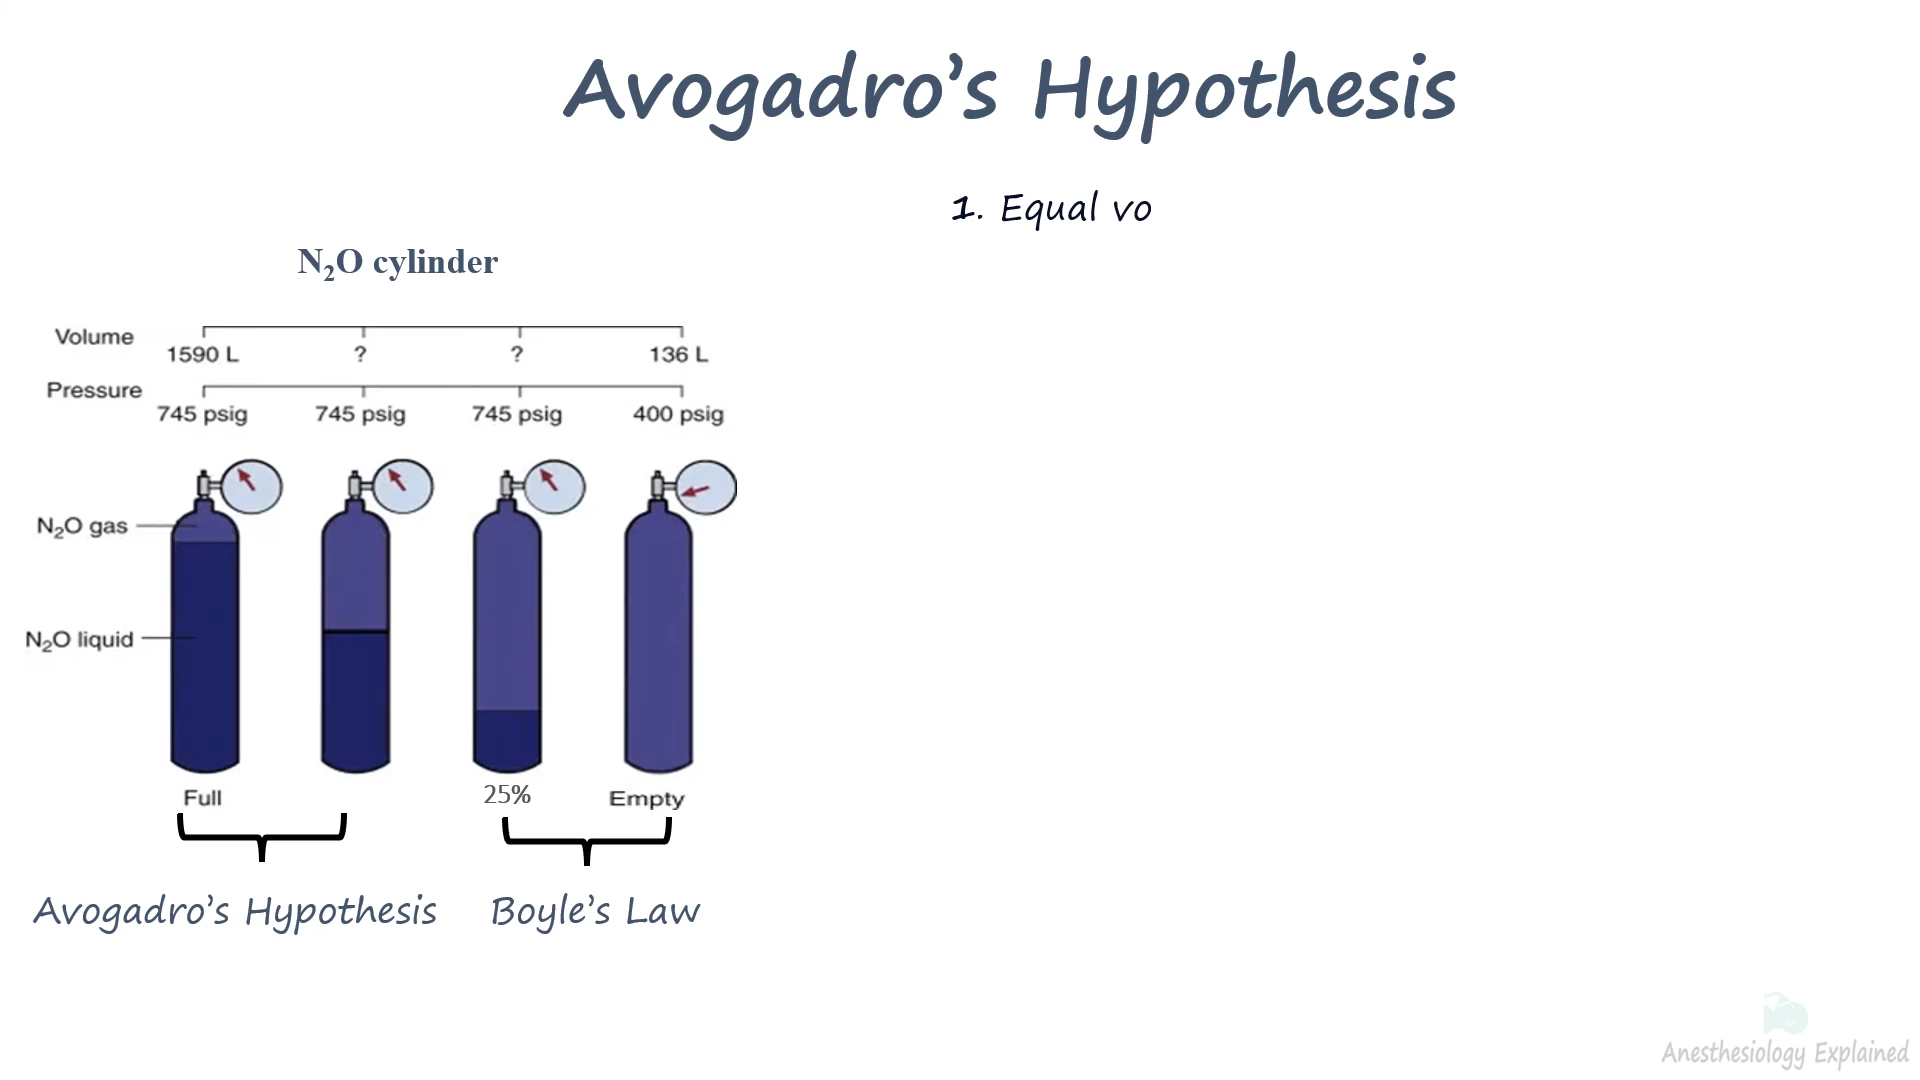 Avogadro’s Hypothesis
1. Equal vo
N₂O cylinder
Volume
1590 L ? ? 136 L
Pressure
745 psig 745 psig 745 psig 400 psig
N₂O gas
N₂O liquid
Full 25% Empty
Avogadro’s Hypothesis Boyle’s Law
Anesthesiology Explained